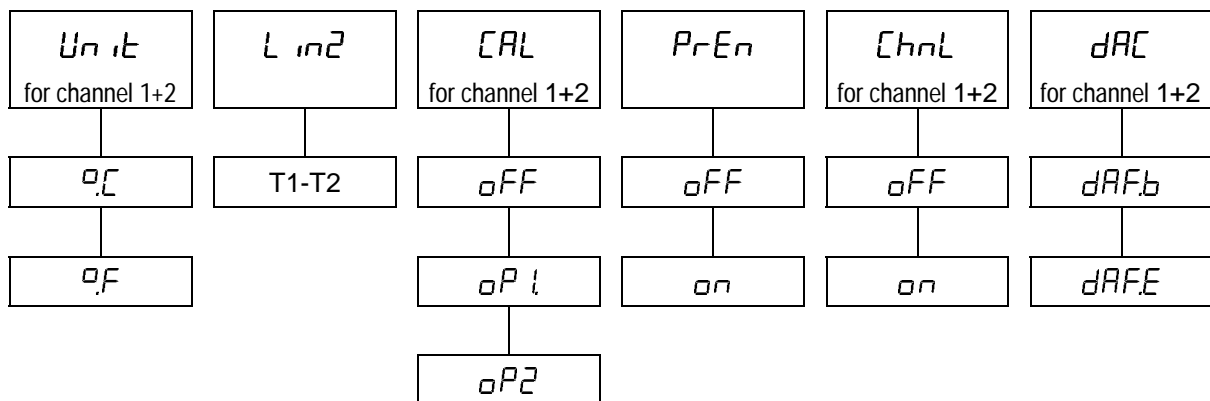 Unit
for channel 1+2
°.C
°.F
Lin2
T1-T2
CAL
for channel 1+2
oFF
oP1.
oP2
PrEn
oFF
on
ChnL
for channel 1+2
oFF
on
dAC
for channel 1+2
dAF.b
dAF.E